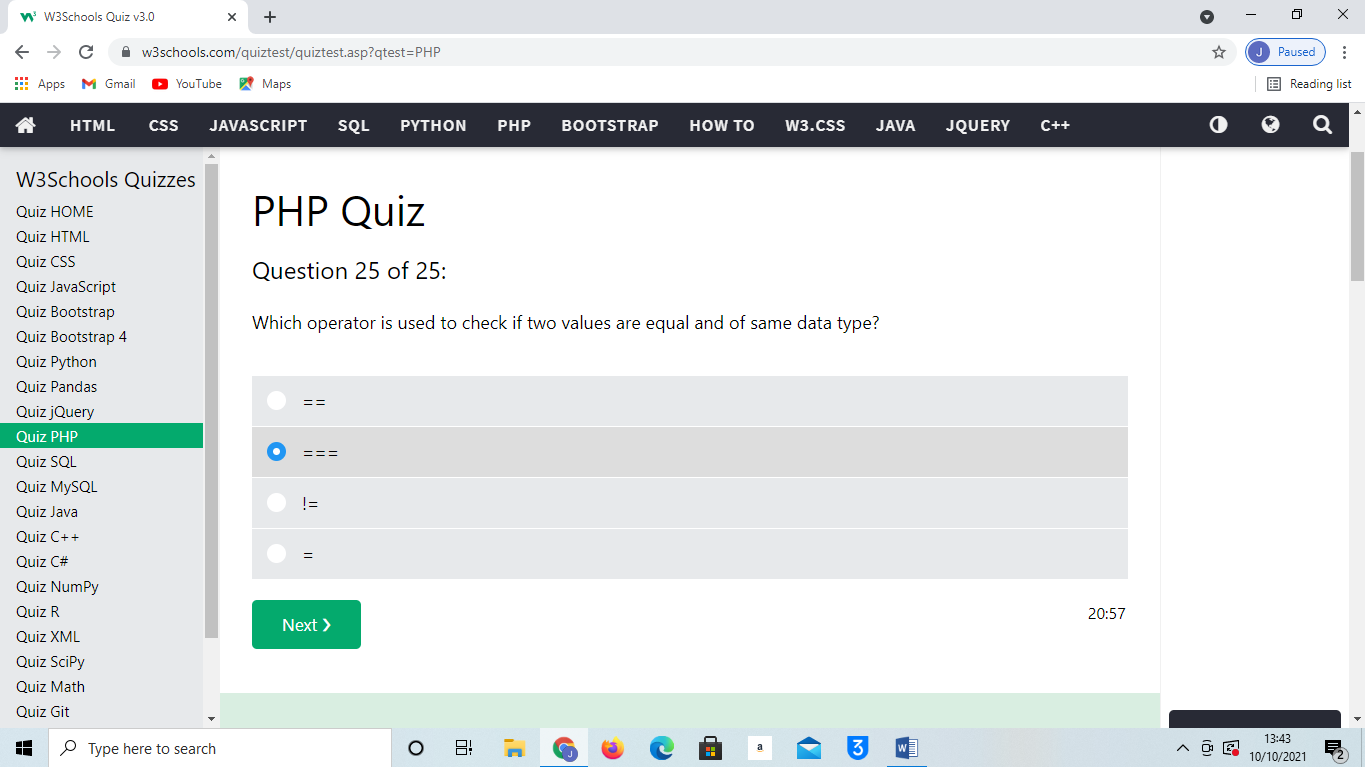 W3Schools Quiz v3.0
w3schools.com/quiztest/quiztest.asp?qtest=PHP
J Paused
Apps Gmail YouTube Maps Reading list
HTML CSS JAVASCRIPT SQL PYTHON PHP BOOTSTRAP HOW TO W3.CSS JAVA JQUERY C++
W3Schools Quizzes
Quiz HOME
Quiz HTML
Quiz CSS
Quiz JavaScript
Quiz Bootstrap
Quiz Bootstrap 4
Quiz Python
Quiz Pandas
Quiz jQuery
Quiz PHP
Quiz SQL
Quiz MySQL
Quiz Java
Quiz C++
Quiz C#
Quiz NumPy
Quiz R
Quiz XML
Quiz SciPy
Quiz Math
Quiz Git
PHP Quiz
Question 25 of 25:
Which operator is used to check if two values are equal and of same data type?
==
===
!=
=
Next ❯
20:57
Type here to search
13:43
10/10/2021
2